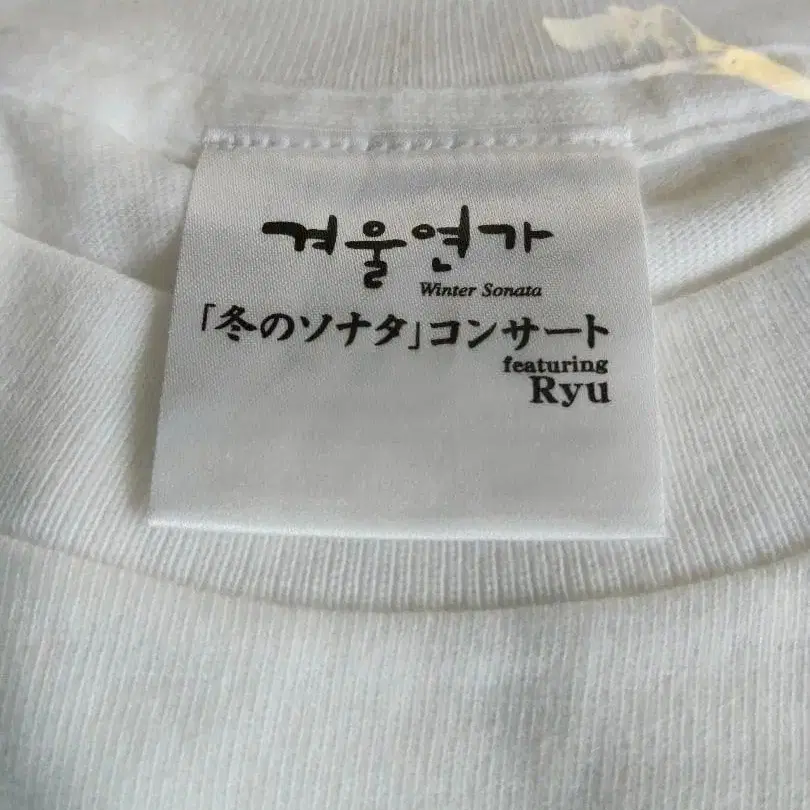 겨울연가
Winter Sonata
「冬のソナタ」コンサート
featuring
Ryu